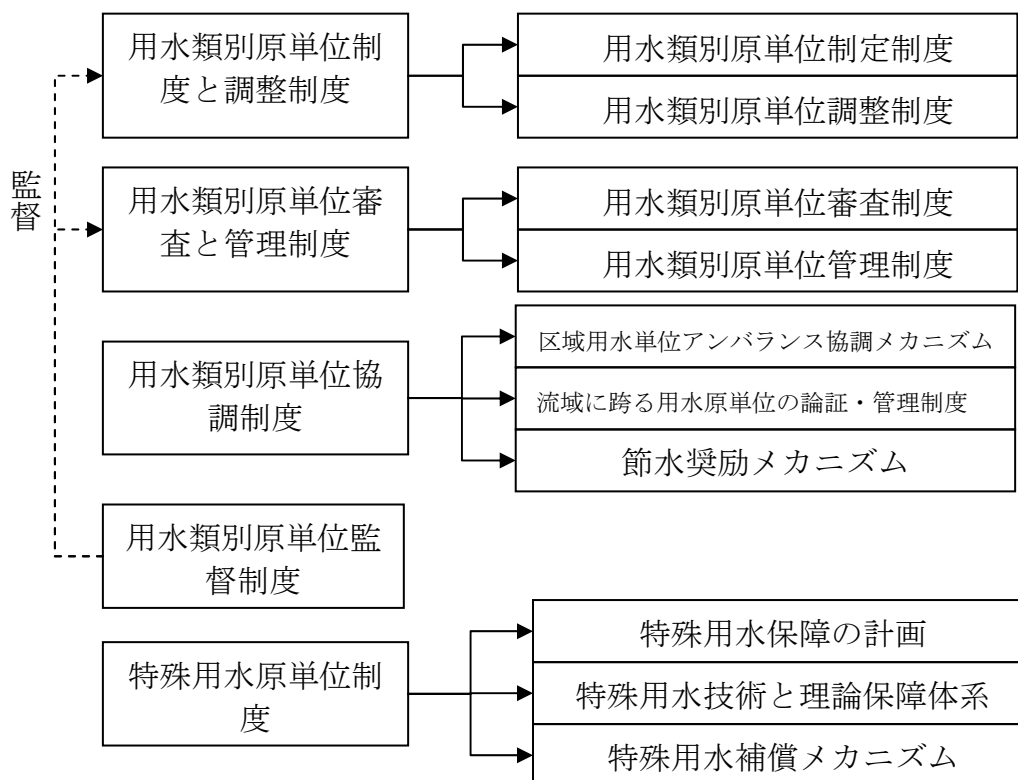 用水類別原単位制
度と調整制度
用水類別原単位制定制度
用水類別原単位調整制度
監
督
用水類別原単位審
査と管理制度
用水類別原単位審査制度
用水類別原単位管理制度
用水類別原単位協
調制度
区域用水単位アンバランス協調メカニズム
流域に跨る用水原単位の論証・管理制度
節水奨励メカニズム
用水類別原単位監
督制度
特殊用水原単位制
度
特殊用水保障の計画
特殊用水技術と理論保障体系
特殊用水補償メカニズム